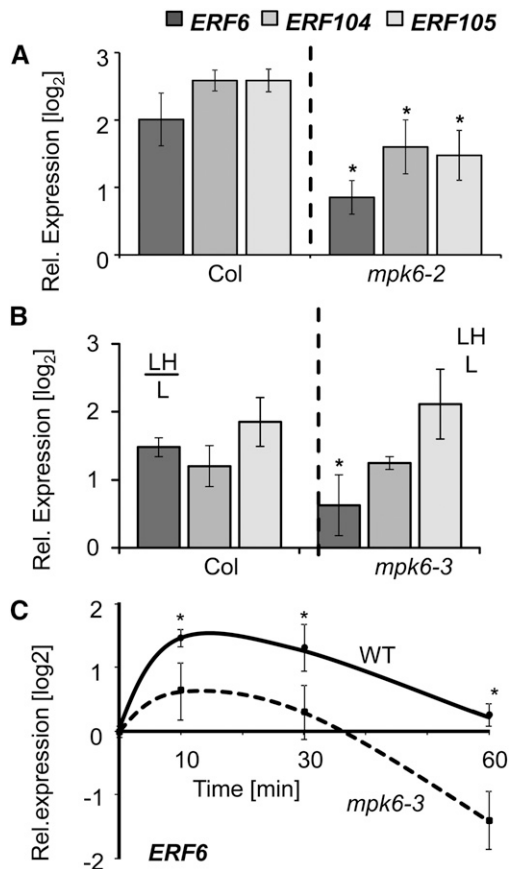 ERF6 ERF104 ERF105
A
Rel. Expression [log2]
3
2
1
0
* * *
Col mpk6-2
B
Rel. Expression [log2]
3
2
1
0
LH
L
LH
L
*
Col mpk6-3
C
Rel.expression [log2]
2
1
0
-1
-2
* * *
WT
10 30 60
Time [min]
mpk6-3
ERF6